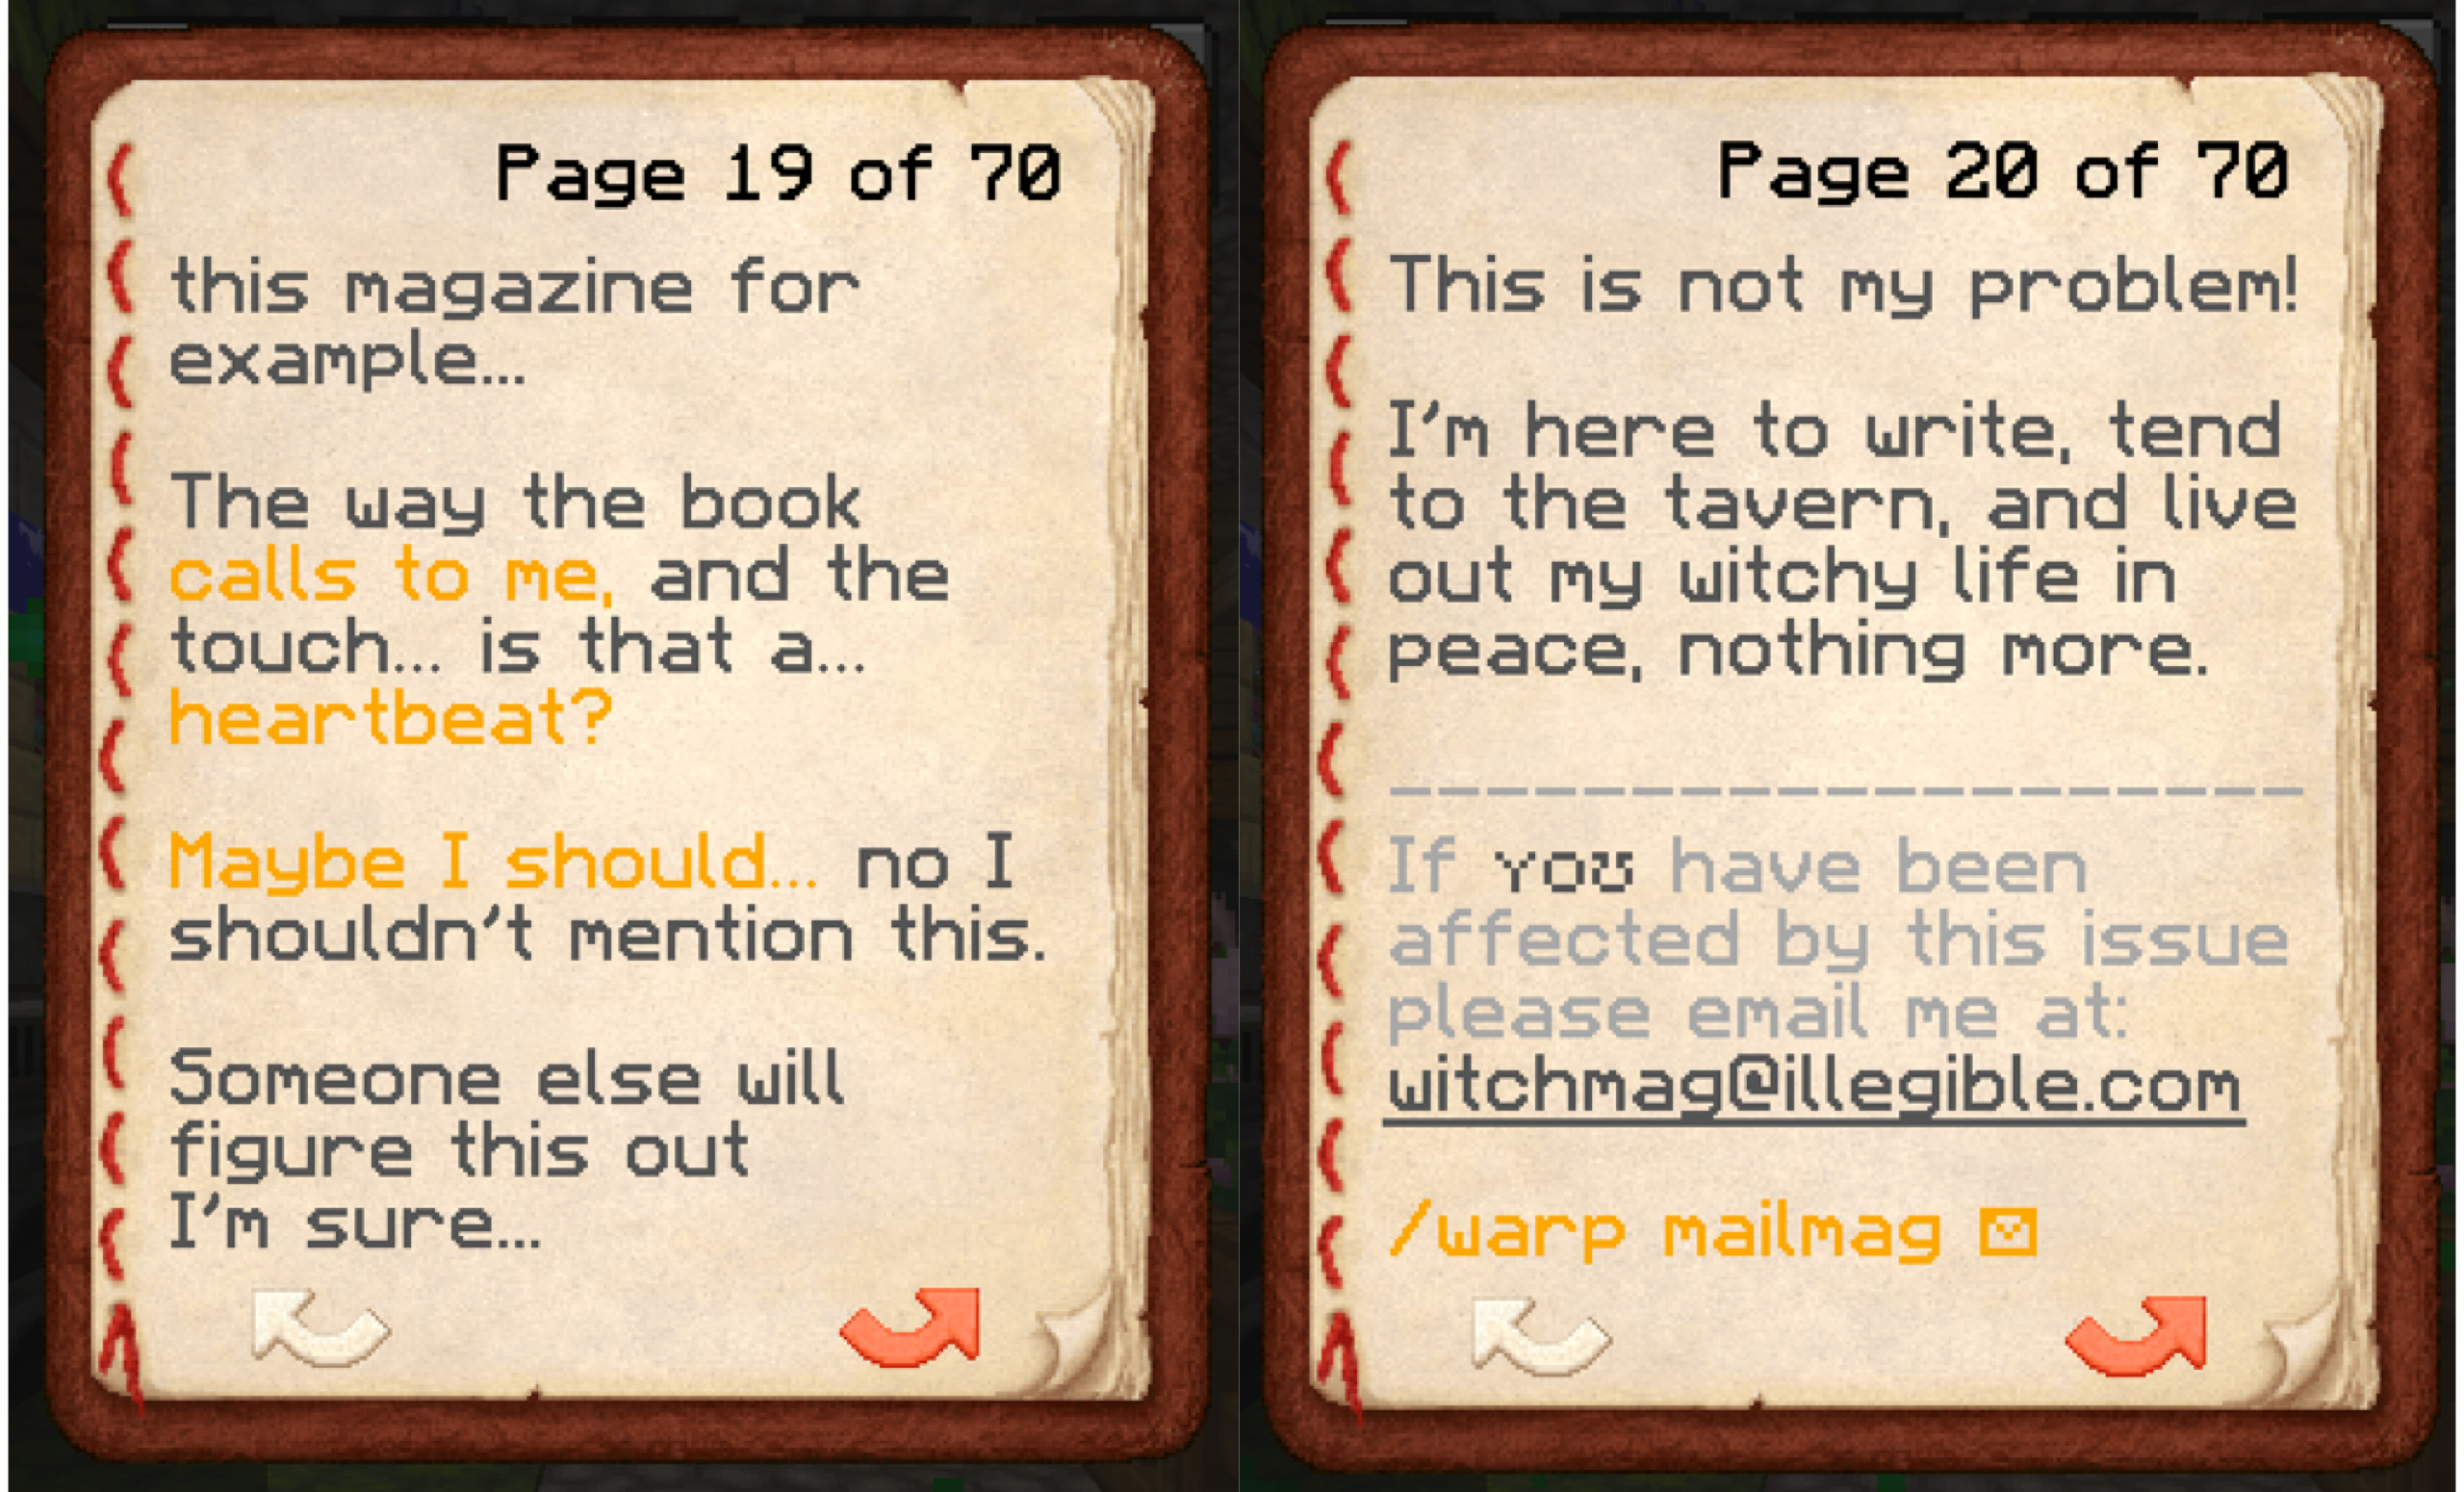 Page 19 of 70
this magazine for
example...
The way the book
calls to me, and the
touch... is that a...
heartbeat?
Maybe I should... no I
shouldn't mention this.
Someone else will
figure this out
I'm sure...
Page 20 of 70
This is not my problem!
I'm here to write, tend
to the tavern, and live
out my witchy life in
peace, nothing more.
___________________
If ʏoʊ have been
affected by this issue
please email me at:
witchmag@illegible.com
/warp mailmag ✉